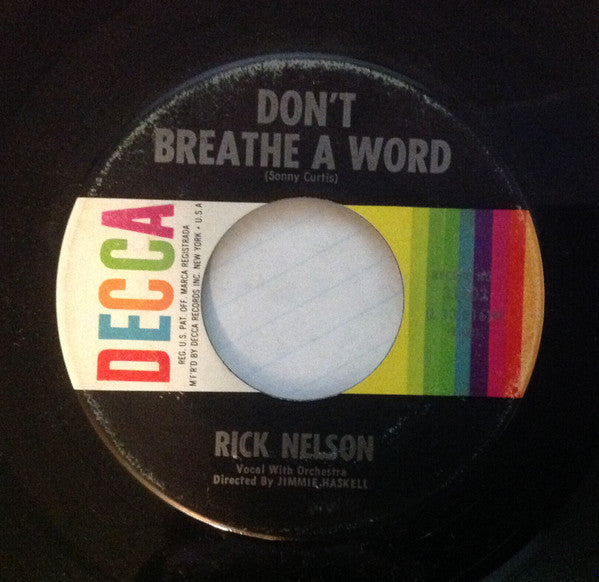 DON'T
BREATHE A WORD
(Sonny Curtis)
DECCA
REG. U.S. PAT. OFF. MARCA REGISTRADA
M'F'R'D BY DECCA RECORDS INC. NEW YORK • U.S.A
RICK NELSON
Vocal With Orchestra
Directed By JIMMIE HASKELL